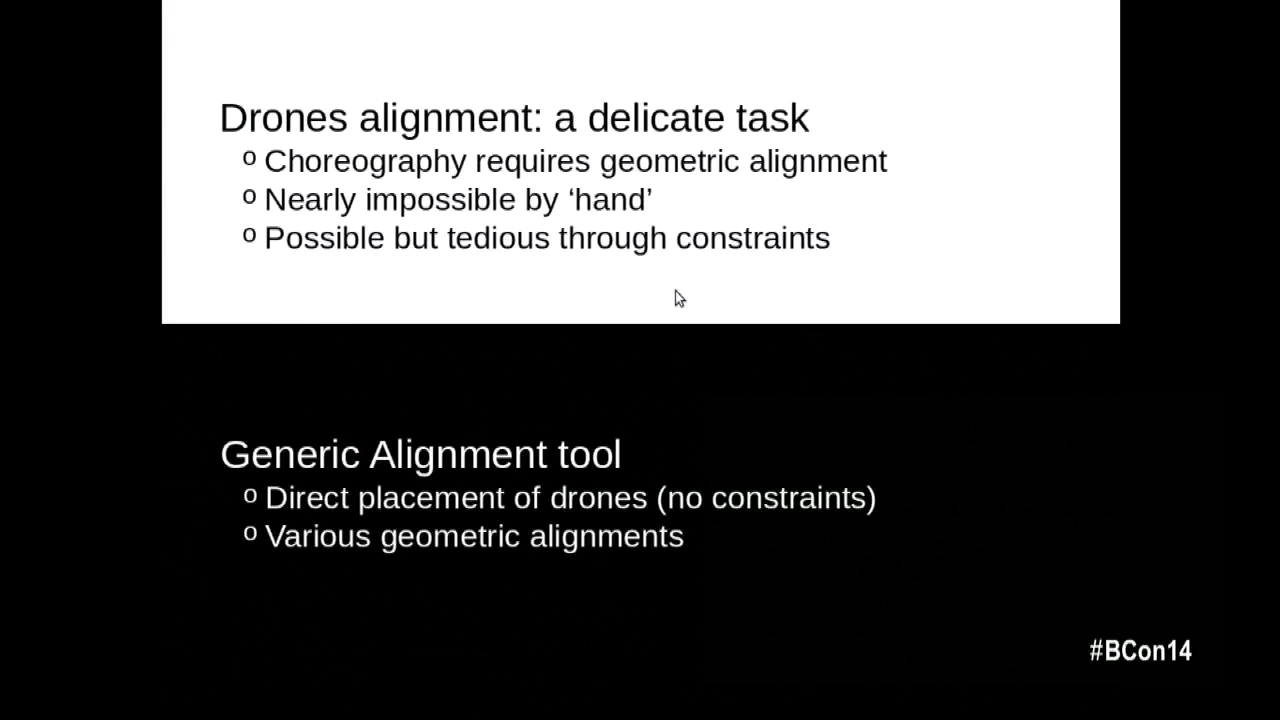 Drones alignment: a delicate task
o Choreography requires geometric alignment
o Nearly impossible by ‘hand’
o Possible but tedious through constraints
Generic Alignment tool
o Direct placement of drones (no constraints)
o Various geometric alignments
#BCon14